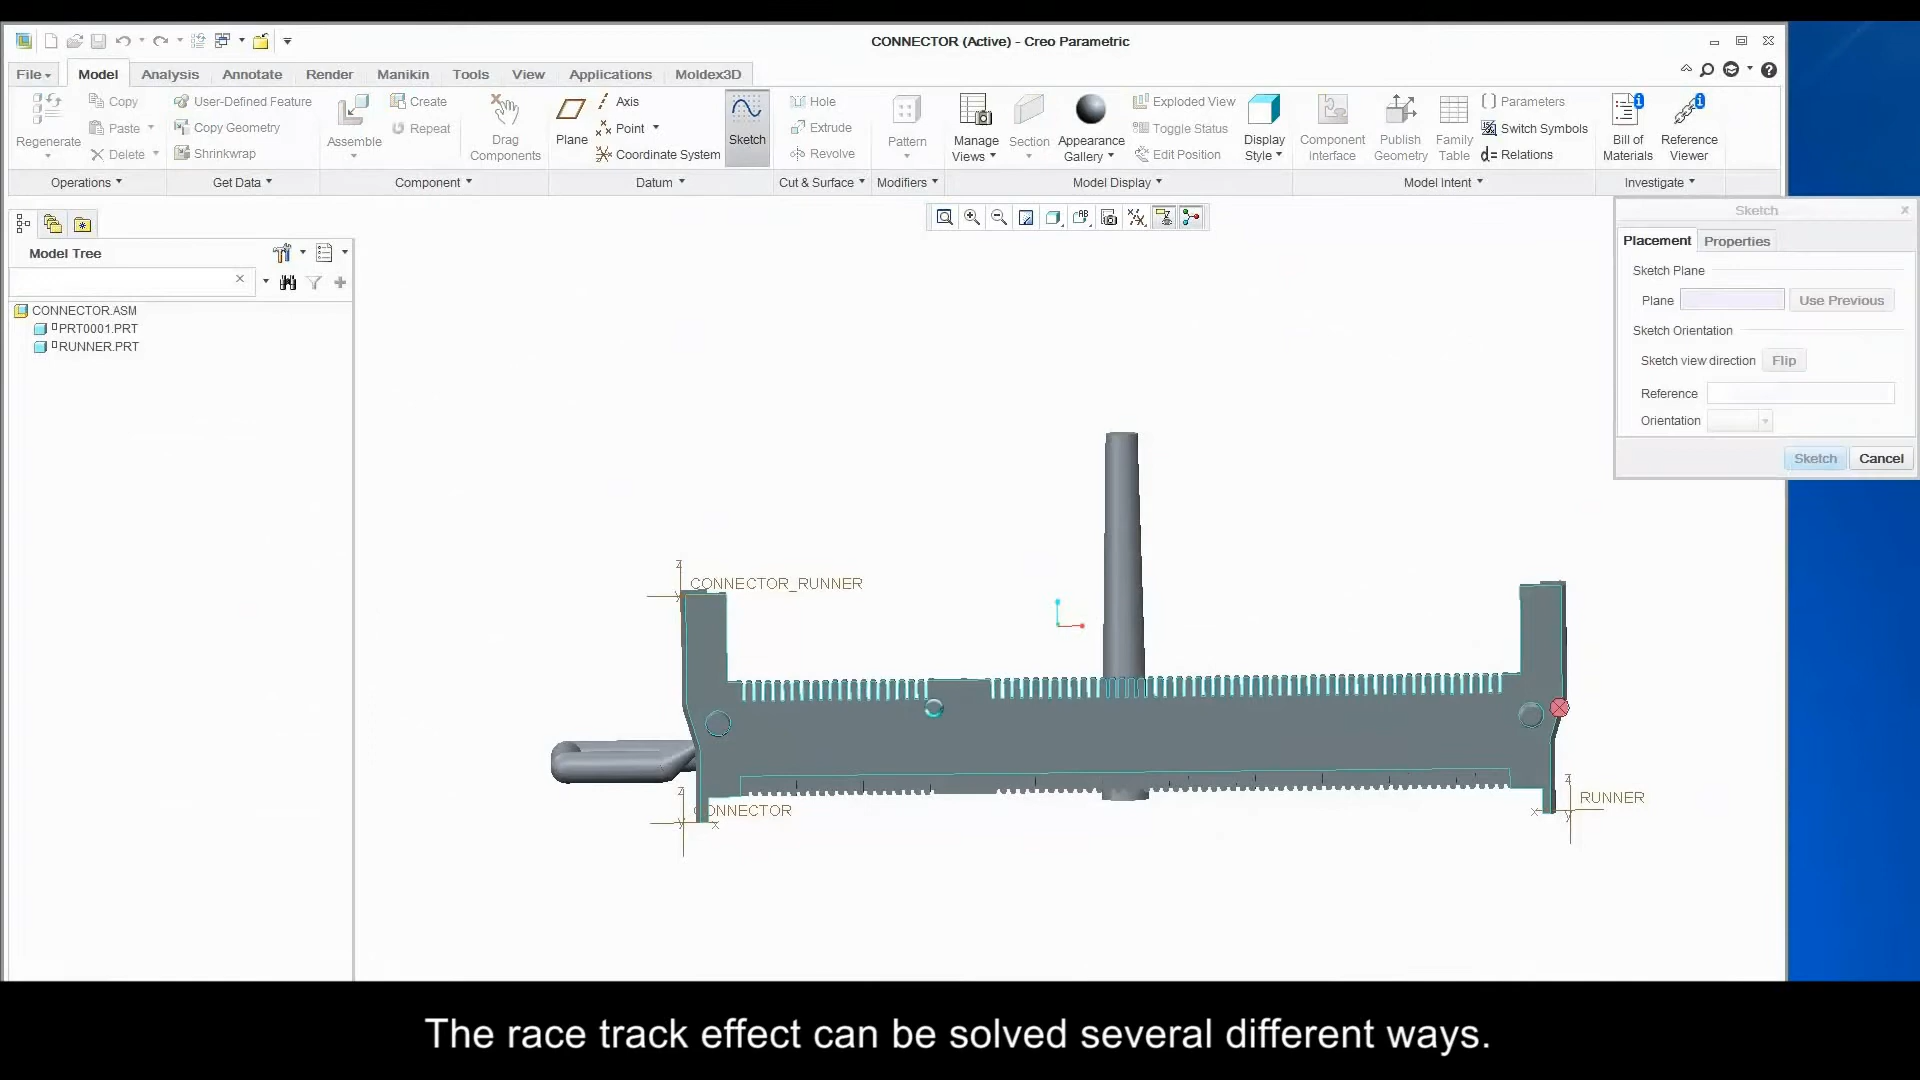 CONNECTOR (Active) - Creo Parametric
File Model Analysis Annotate Render Manikin Tools View Applications Moldex3D
Regenerate
Copy
Paste
Delete
Operations
User-Defined Feature
Copy Geometry
Shrinkwrap
Get Data
Assemble
Create
Repeat
Drag
Components
Component
Plane
Axis
Point
Coordinate System
Sketch
Datum
Hole
Extrude
Revolve
Cut & Surface
Pattern
Modifiers
Manage
Views
Section
Appearance
Gallery
Exploded View
Toggle Status
Edit Position
Display
Style
Model Display
Component
Interface
Publish
Geometry
Family
Table
Parameters
Switch Symbols
d= Relations
Model Intent
Bill of
Materials
Reference
Viewer
Investigate
Model Tree
CONNECTOR.ASM
PRT0001.PRT
RUNNER.PRT
Sketch
Placement Properties
Sketch Plane
Plane Use Previous
Sketch Orientation
Sketch view direction Flip
Reference
Orientation
Sketch Cancel
Z
CONNECTOR_RUNNER
Z
CONNECTOR
X
Z
X
RUNNER
The race track effect can be solved several different ways.